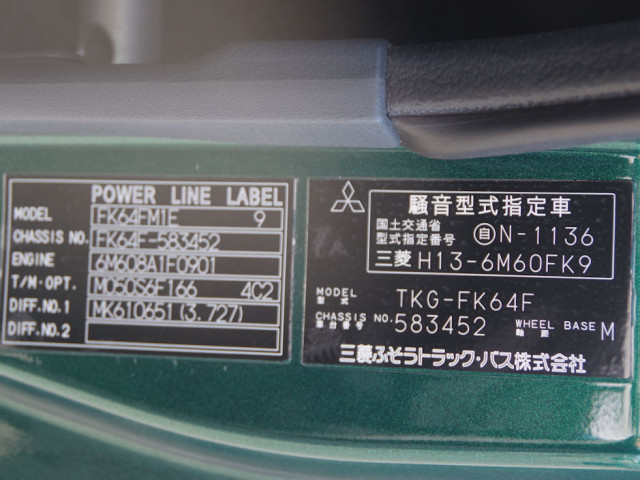 POWER LINE LABEL
MODEL FK64FM1E 9
CHASSIS NO. FK64F-583452
ENGINE 6M608A1F0901
T/M·OPT. M050S6F166 4C2
DIFF.NO.1 MK610651(3.727)
DIFF.NO.2
騒音型式指定車
国土交通省
型式指定番号 自N-1136
三菱 H13-6M60FK9
MODEL
型式 TKG-FK64F
CHASSIS NO.
車台番号 583452
WHEEL BASE
軸距 M
三菱ふそうトラック・バス株式会社